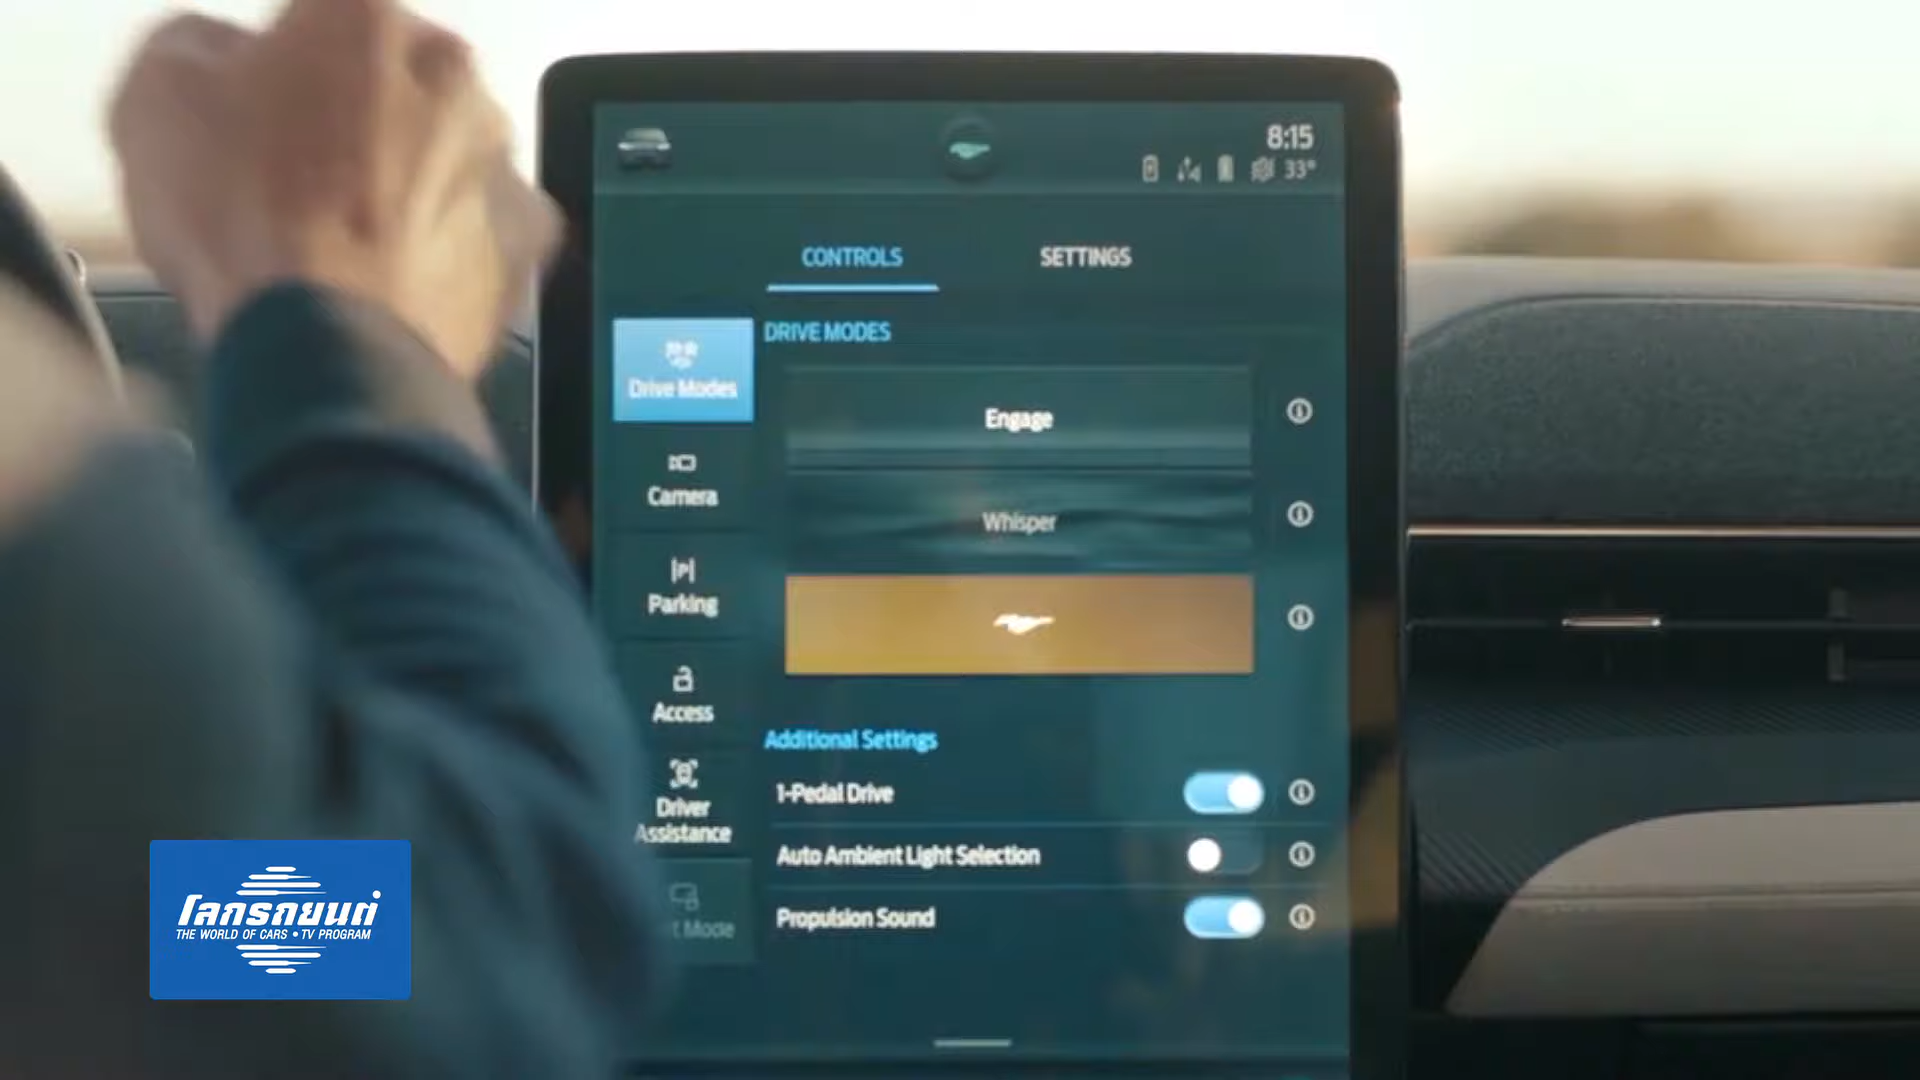 8:15
33°
CONTROLS
SETTINGS
DRIVE MODES
Drive Modes
Engage
Camera
Whisper
Parking
Access
Additional Settings
1-Pedal Drive
Driver
Assistance
Auto Ambient Light Selection
Propulsion Sound
Mode
โลกรถยนต์
THE WORLD OF CARS • TV PROGRAM